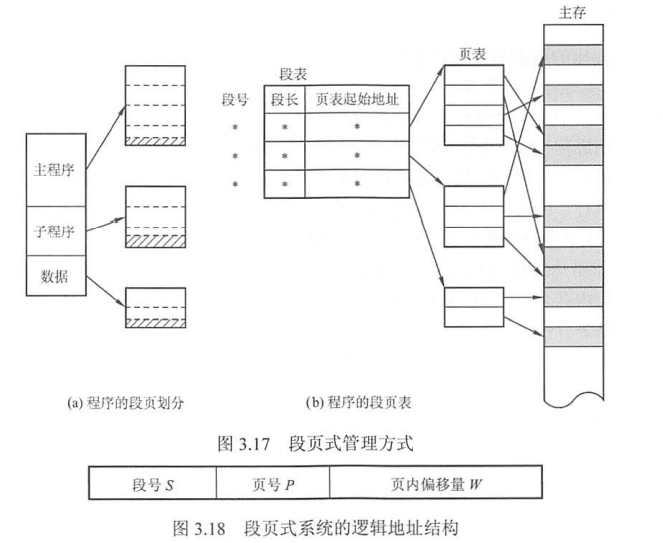 主存
页表
段表
段号 段长 页表起始地址
* * *
* * *
* * *
主程序
子程序
数据
(a) 程序的段页划分
(b) 程序的段页表
图 3.17 段页式管理方式
段号 S 页号 P 页内偏移量 W
图 3.18 段页式系统的逻辑地址结构